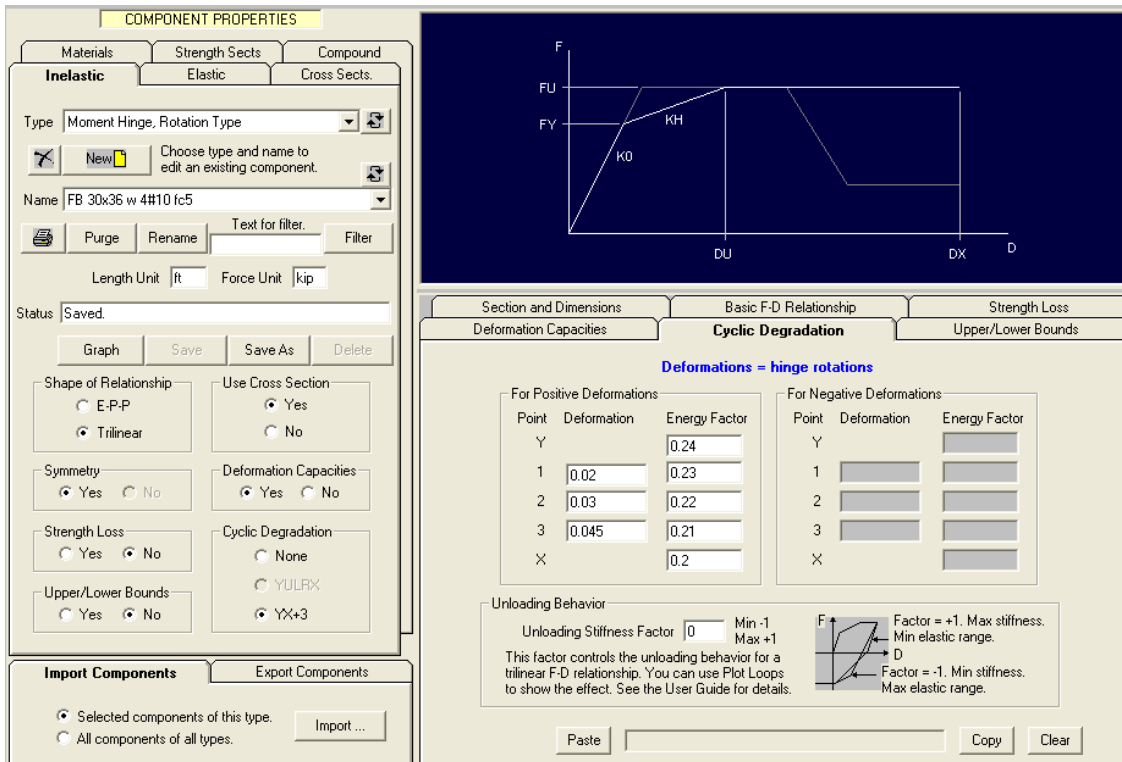 COMPONENT PROPERTIES
Materials
Strength Sects
Compound
Inelastic
Elastic
Cross Sects.
Type
Moment Hinge, Rotation Type
New
Choose type and name to
edit an existing component.
Name
FB 30x36 w 4#10 fc5
Text for filter.
Purge
Rename
Filter
Length Unit
ft
Force Unit
kip
Status
Saved.
Graph
Save
Save As
Delete
Shape of Relationship
E-P-P
Trilinear
Use Cross Section
Yes
No
Symmetry
Yes
No
Deformation Capacities
Yes
No
Strength Loss
Yes
No
Cyclic Degradation
None
YULRX
YX+3
Upper/Lower Bounds
Yes
No
Import Components
Export Components
Selected components of this type.
All components of all types.
Import ...
F
FU
FY
KH
K0
DU
DX
D
Section and Dimensions
Basic F-D Relationship
Strength Loss
Deformation Capacities
Cyclic Degradation
Upper/Lower Bounds
Deformations = hinge rotations
For Positive Deformations
Point Deformation Energy Factor
Y 0.24
1 0.02 0.23
2 0.03 0.22
3 0.045 0.21
X 0.2
For Negative Deformations
Point Deformation Energy Factor
Y
1
2
3
X
Unloading Behavior
Unloading Stiffness Factor 0
Min -1
Max +1
This factor controls the unloading behavior for a
trilinear F-D relationship. You can use Plot Loops
to show the effect. See the User Guide for details.
F
D
Factor = +1. Max stiffness.
Min elastic range.
Factor = -1. Min stiffness.
Max elastic range.
Paste
Copy
Clear